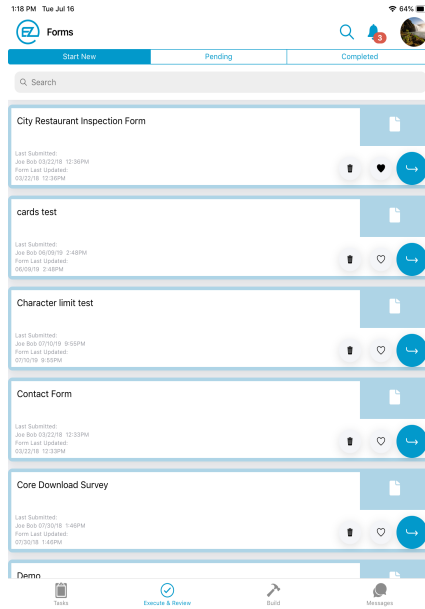 1:18 PM Tue Jul 16
64%
EZ
Forms
3
Start New
Pending
Completed
Search
City Restaurant Inspection Form
Last Submitted:
Joe Bob 03/22/18 12:36PM
Form Last Updated:
03/22/18 12:36PM
cards test
Last Submitted:
Joe Bob 06/09/19 2:48PM
Form Last Updated:
06/09/19 2:48PM
Character limit test
Last Submitted:
Joe Bob 07/10/19 9:55PM
Form Last Updated:
07/10/19 9:55PM
Contact Form
Last Submitted:
Joe Bob 03/22/18 12:33PM
Form Last Updated:
03/22/18 12:33PM
Core Download Survey
Last Submitted:
Joe Bob 07/30/18 1:46PM
Form Last Updated:
07/30/18 1:46PM
Demo
Tasks
Execute & Review
Build
Messages